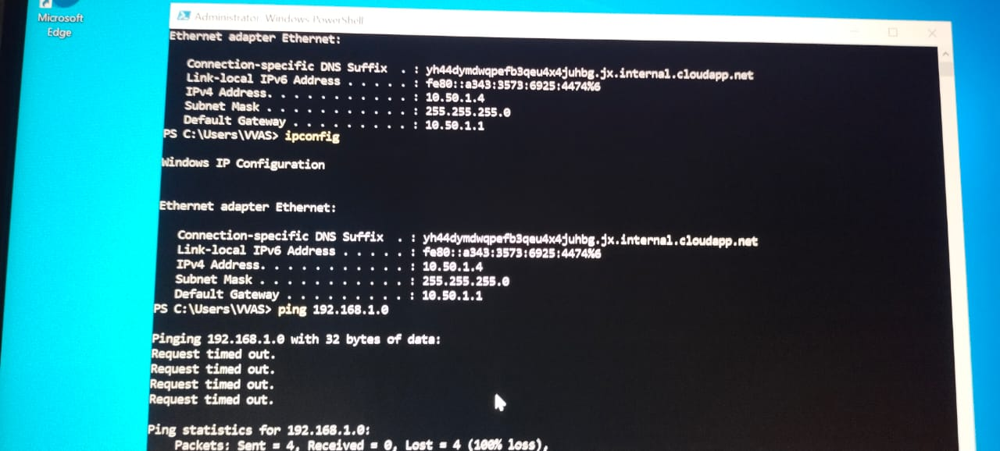 Microsoft
Edge
Administrator: Windows PowerShell
Ethernet adapter Ethernet:
Connection-specific DNS Suffix . : yh44dymdwqpefb3qeu4x4juhbg.jx.internal.cloudapp.net
Link-local IPv6 Address . . . . . : fe80::a343:3573:6925:4474%6
IPv4 Address. . . . . . . . . . . : 10.50.1.4
Subnet Mask . . . . . . . . . . . : 255.255.255.0
Default Gateway . . . . . . . . . : 10.50.1.1
PS C:\Users\VVAS> ipconfig
Windows IP Configuration
Ethernet adapter Ethernet:
Connection-specific DNS Suffix . : yh44dymdwqpefb3qeu4x4juhbg.jx.internal.cloudapp.net
Link-local IPv6 Address . . . . . : fe80::a343:3573:6925:4474%6
IPv4 Address. . . . . . . . . . . : 10.50.1.4
Subnet Mask . . . . . . . . . . . : 255.255.255.0
Default Gateway . . . . . . . . . : 10.50.1.1
PS C:\Users\VVAS> ping 192.168.1.0
Pinging 192.168.1.0 with 32 bytes of data:
Request timed out.
Request timed out.
Request timed out.
Request timed out.
Ping statistics for 192.168.1.0:
Packets: Sent = 4, Received = 0, Lost = 4 (100% loss),